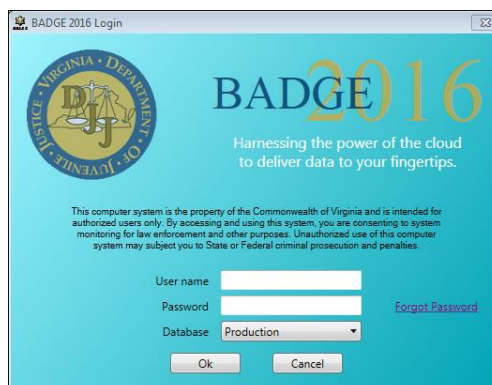 BADGE 2016 Login
VIRGINIA • DEPARTMENT OF JUVENILE JUSTICE •
DJJ
BADGE 2016
Harnessing the power of the cloud
to deliver data to your fingertips.
This computer system is the property of the Commonwealth of Virginia and is intended for
authorized users only. By accessing and using this system, you are consenting to system
monitoring for law enforcement and other purposes. Unauthorized use of this computer
system may subject you to State or Federal criminal prosecution and penalties.
User name
Password
Forgot Password
Database
Production
Ok
Cancel